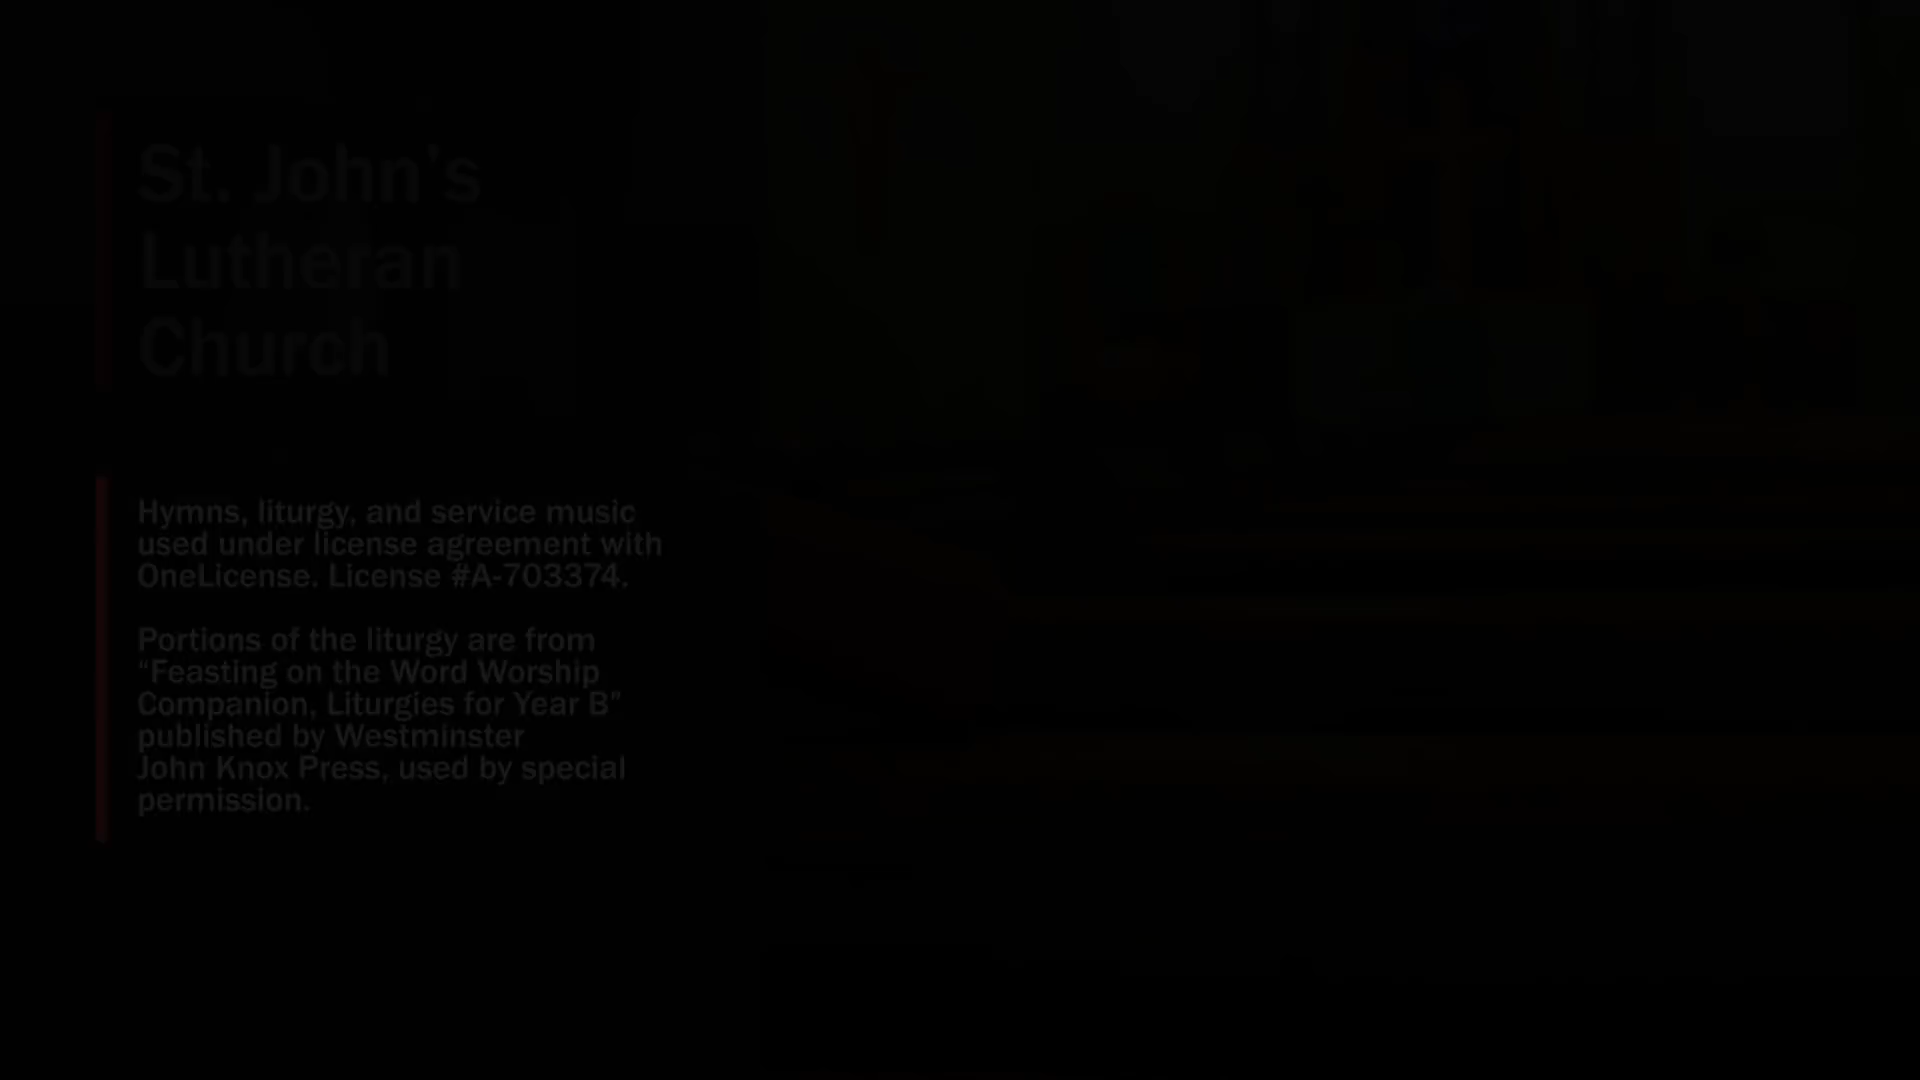 St. John's
Lutheran
Church
Hymns, liturgy, and service music
used under license agreement with
OneLicense. License #A-703374.
Portions of the liturgy are from
“Feasting on the Word Worship
Companion, Liturgies for Year B”
published by Westminster
John Knox Press, used by special
permission.